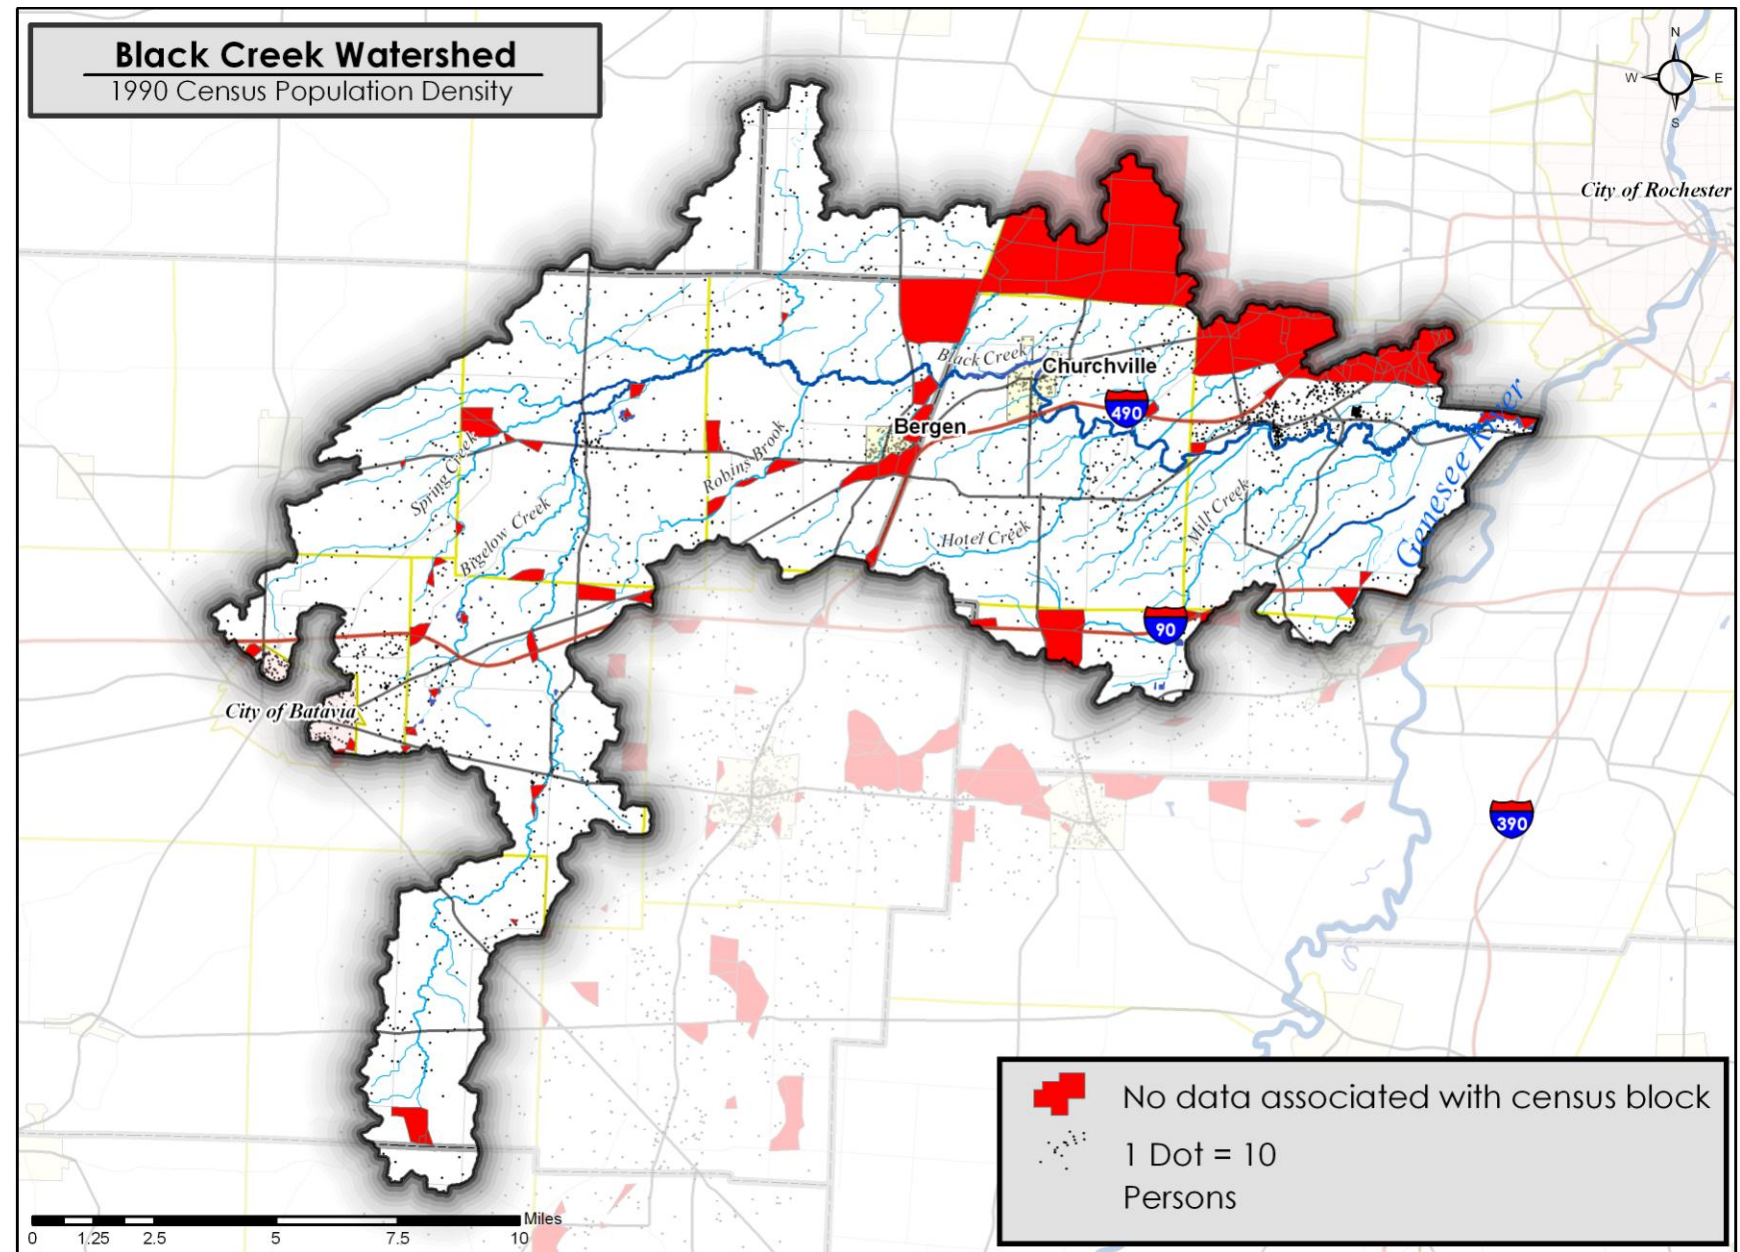 Black Creek Watershed
1990 Census Population Density
N
W E
S
City of Rochester
Black Creek
Churchville
490
Bergen
Genesee River
Spring Creek
Robins Brook
Bigelow Creek
Mill Creek
Hotel Creek
90
City of Batavia
390
No data associated with census block
1 Dot = 10
Persons
Miles
0 1.25 2.5 5 7.5 10